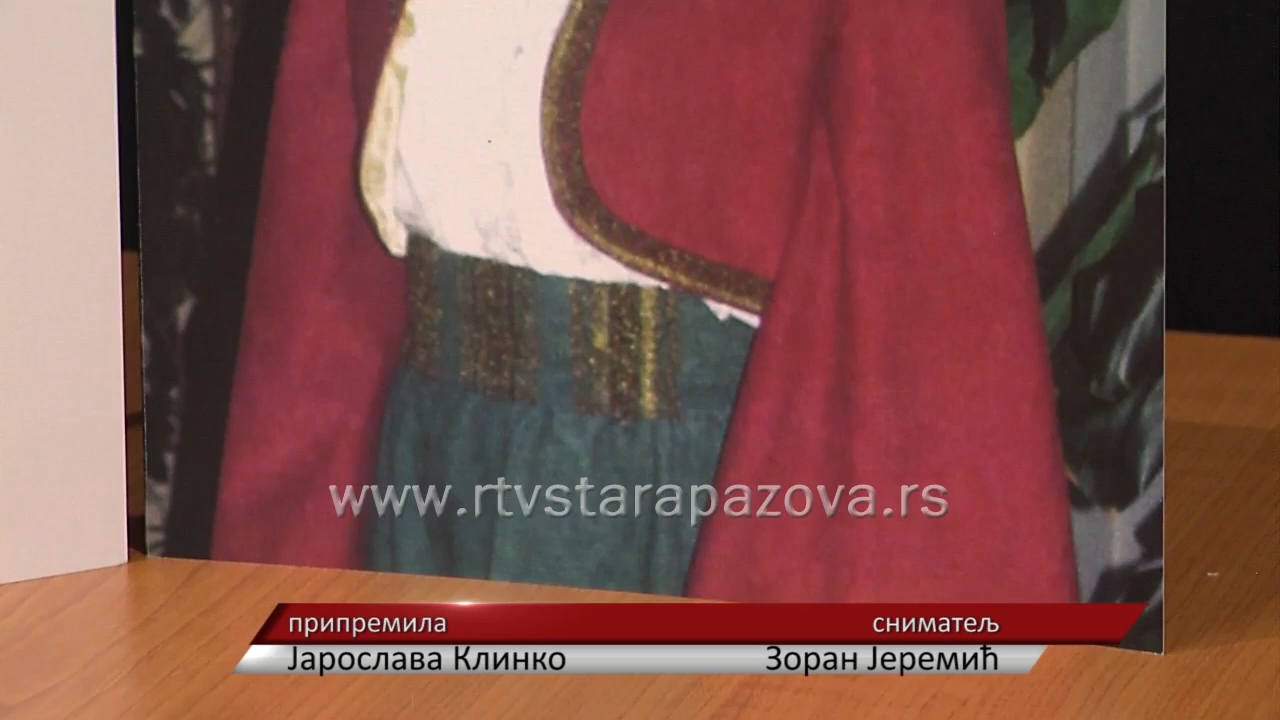 www.rtvstarapazova.rs
припремила
сниматељ
Јарослава Клинко
Зоран Јеремић